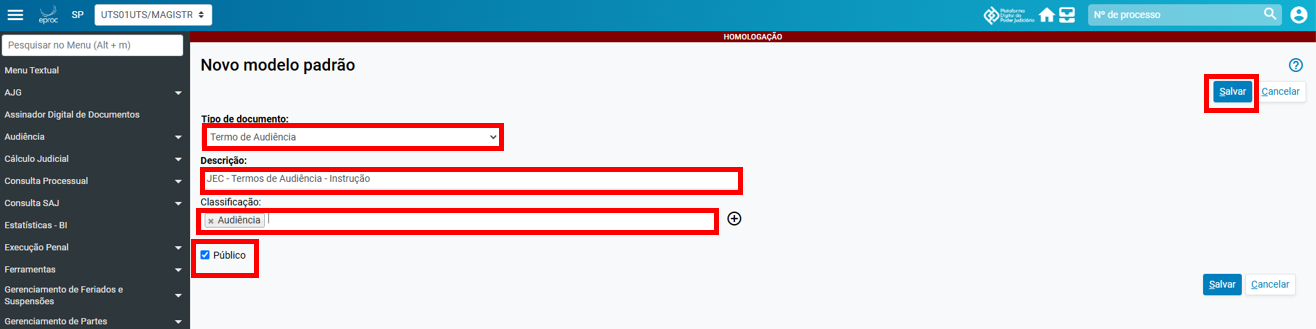 eproc SP UTS01UTS/MAGISTR Plataforma Digital do Poder Judiciário Nº de processo
Pesquisar no Menu (Alt + m)
HOMOLOGAÇÃO
Menu Textual
AJG
Assinador Digital de Documentos
Audiência
Cálculo Judicial
Consulta Processual
Consulta SAJ
Estatísticas - BI
Execução Penal
Ferramentas
Gerenciamento de Feriados e
Suspensões
Gerenciamento de Partes
Novo modelo padrão
Salvar Cancelar
Tipo de documento:
Termo de Audiência
Descrição:
JEC - Termos de Audiência - Instrução
Classificação:
× Audiência
Público
Salvar Cancelar